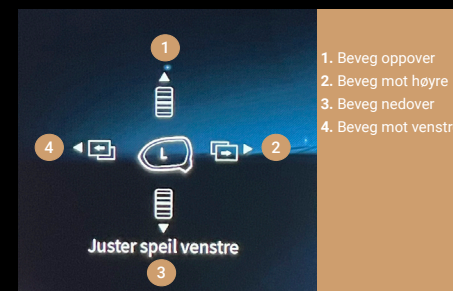 1
4
2
L
Juster speil venstre
3
1. Beveg oppover
2. Beveg mot høyre
3. Beveg nedover
4. Beveg mot venstr